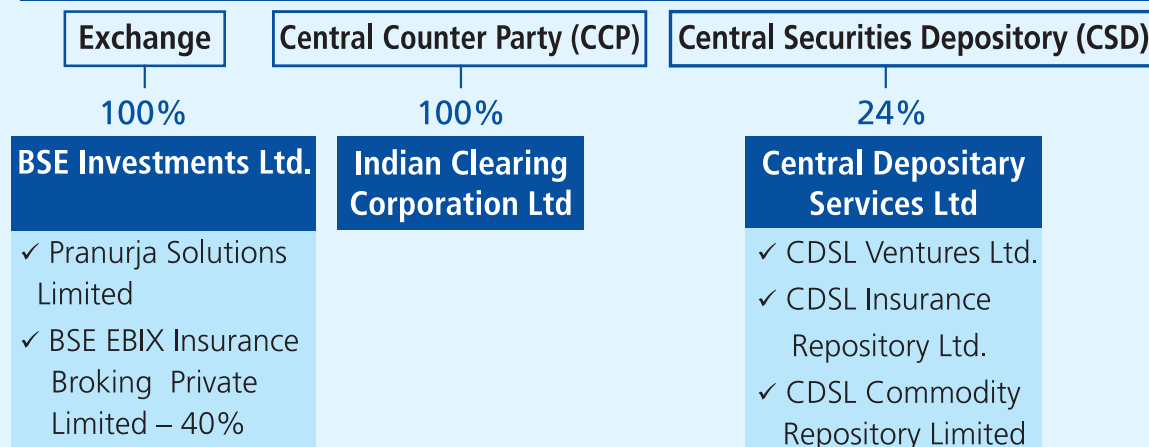 Exchange
Central Counter Party (CCP)
Central Securities Depository (CSD)
100%
100%
24%
BSE Investments Ltd.
Indian Clearing
Corporation Ltd
Central Depositary
Services Ltd
✓ Pranurja Solutions
Limited
✓ BSE EBIX Insurance
Broking Private
Limited – 40%
✓ CDSL Ventures Ltd.
✓ CDSL Insurance
Repository Ltd.
✓ CDSL Commodity
Repository Limited